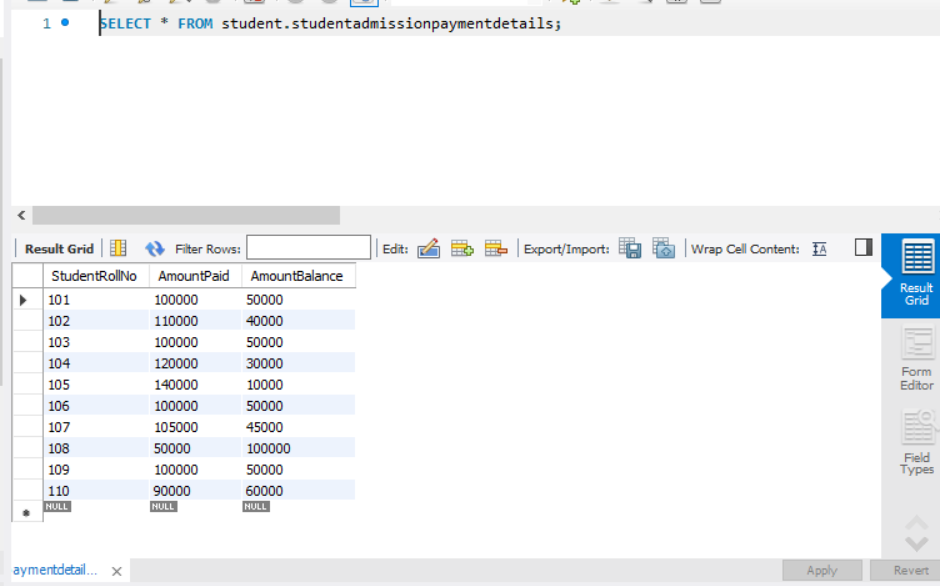 1 SELECT * FROM student.studentadmissionpaymentdetails;
Result Grid Filter Rows: Edit: Export/Import: Wrap Cell Content:
StudentRollNo AmountPaid AmountBalance
101 100000 50000
102 110000 40000
103 100000 50000
104 120000 30000
105 140000 10000
106 100000 50000
107 105000 45000
108 50000 100000
109 100000 50000
110 90000 60000
NULL NULL NULL
Result
Grid
Form
Editor
Field
Types
aymentdetail...
Apply Revert